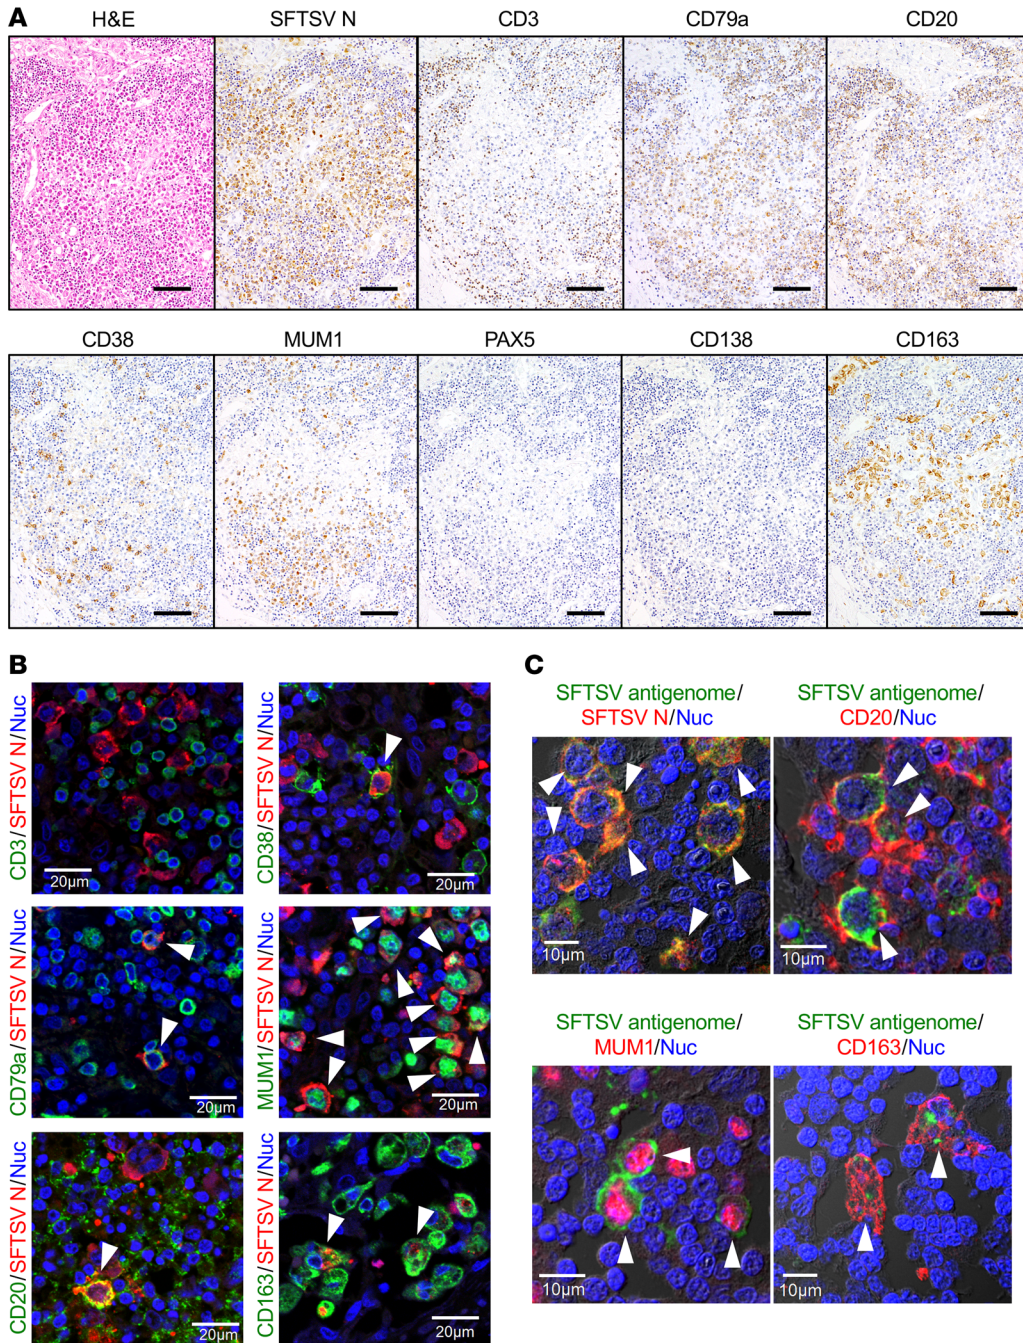 A
H&E SFTSV N CD3 CD79a CD20
CD38 MUM1 PAX5 CD138 CD163
B
CD3/SFTSV N/Nuc
20µm
CD38/SFTSV N/Nuc
20µm
CD79a/SFTSV N/Nuc
20µm
MUM1/SFTSV N/Nuc
20µm
CD20/SFTSV N/Nuc
20µm
CD163/SFTSV N/Nuc
20µm
C
SFTSV antigenome/
SFTSV N/Nuc
10µm
SFTSV antigenome/
CD20/Nuc
10µm
SFTSV antigenome/
MUM1/Nuc
10µm
SFTSV antigenome/
CD163/Nuc
10µm